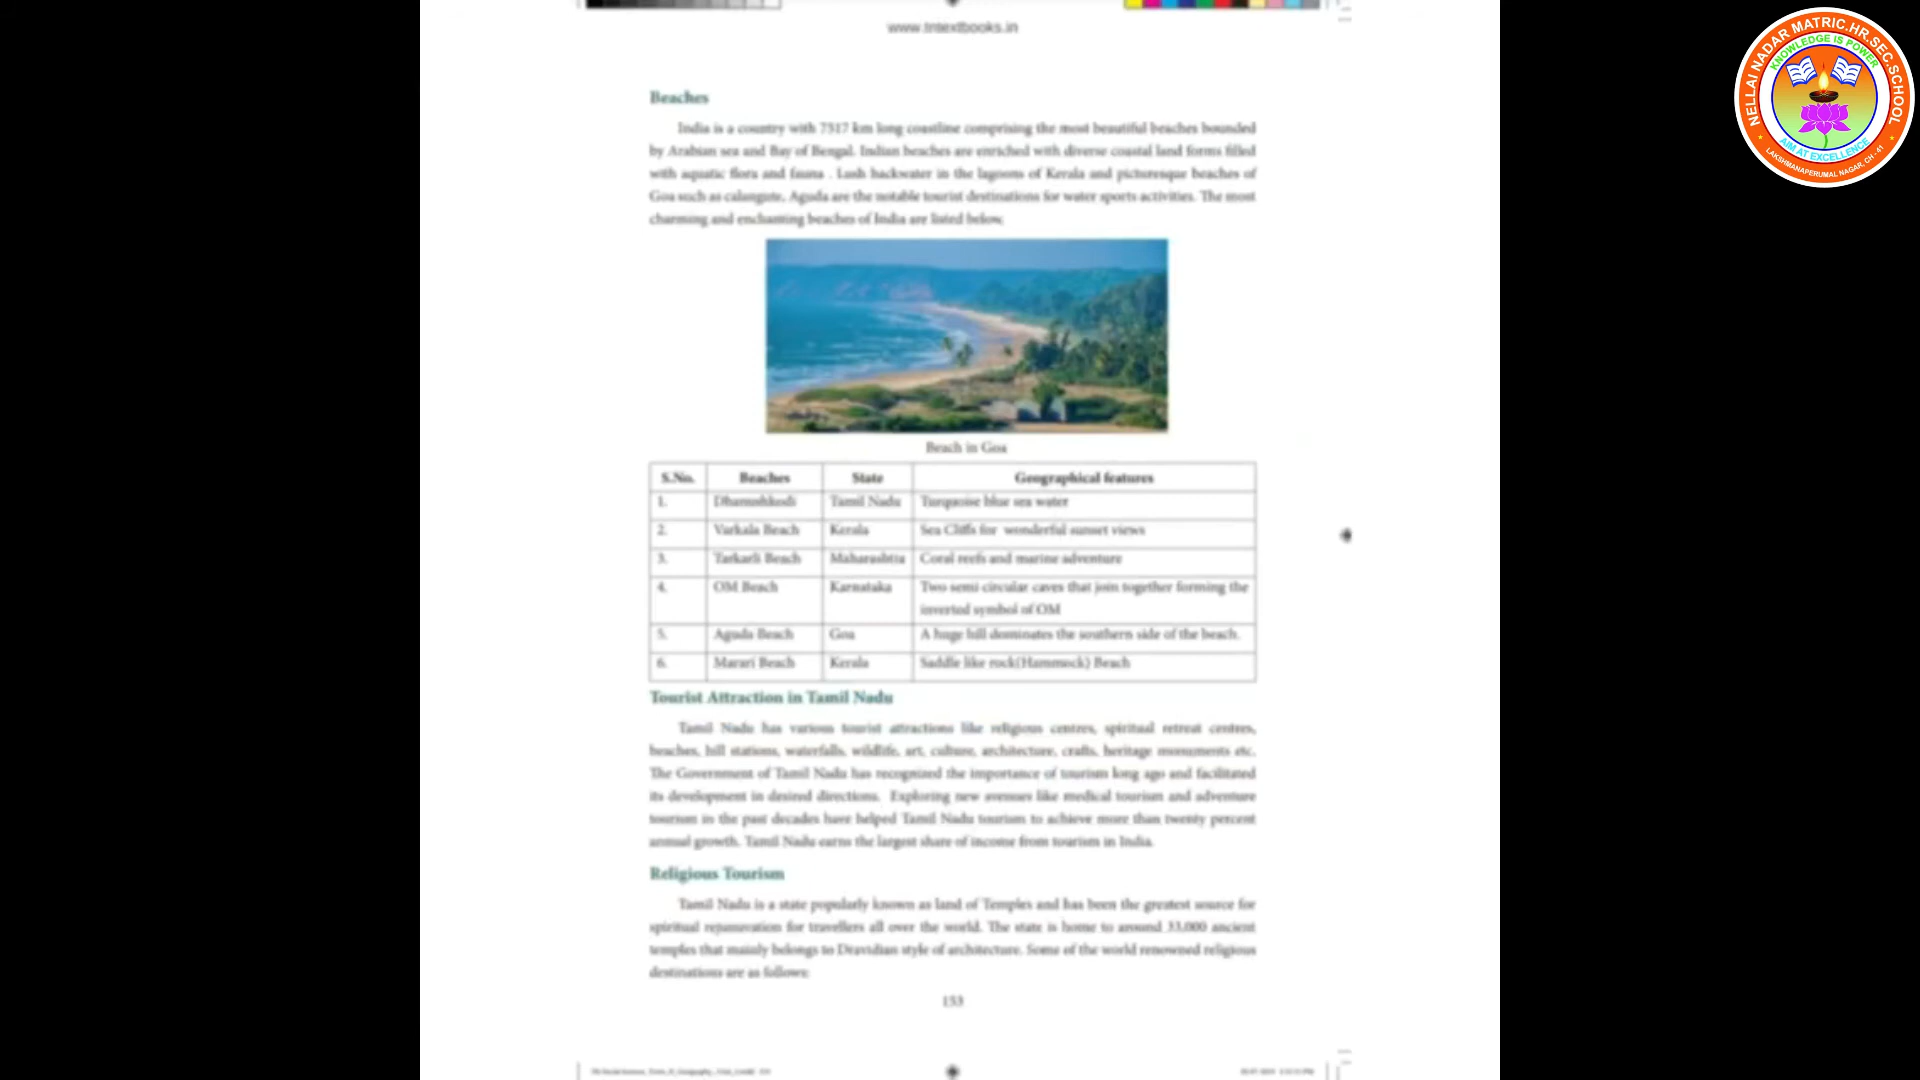 www.tntextbooks.in
NELLAI NADAR MATRIC.HR.SEC.SCHOOL
KNOWLEDGE IS POWER
AIM AT EXCELLENCE
LAKSHMANAPERUMAL NAGAR, CH - 41
Beaches
India is a country with 7517 km long coastline comprising the most beautiful beaches bounded
by Arabian sea and Bay of Bengal. Indian beaches are enriched with diverse coastal land forms filled
with aquatic flora and fauna . Lush backwater in the lagoons of Kerala and picturesque beaches of
Goa such as calangute, Aguda are the notable tourist destinations for water sports activities. The most
charming and enchanting beaches of India are listed below.
Beach in Goa
S.No. Beaches State Geographical features
1. Dhanushkodi Tamil Nadu Turquoise blue sea water
2. Varkala Beach Kerala Sea Cliffs for wonderful sunset views
3. Tarkarli Beach Maharashtra Coral reefs and marine adventure
4. OM Beach Karnataka Two semi circular caves that join together forming the
inverted symbol of OM
5. Aguda Beach Goa A huge hill dominates the southern side of the beach.
6. Marari Beach Kerala Saddle like rock(Hammock) Beach
Tourist Attraction in Tamil Nadu
Tamil Nadu has various tourist attractions like religious centres, spiritual retreat centres,
beaches, hill stations, waterfalls, wildlife, art, culture, architecture, crafts, heritage monuments etc.
The Government of Tamil Nadu has recognized the importance of tourism long ago and facilitated
its development in desired directions. Exploring new avenues like medical tourism and adventure
tourism in the past decades have helped Tamil Nadu tourism to achieve more than twenty percent
annual growth. Tamil Nadu earns the largest share of income from tourism in India.
Religious Tourism
Tamil Nadu is a state popularly known as land of Temples and has been the greatest source for
spiritual rejunuvation for travellers all over the world. The state is home to around 33,000 ancient
temples that mainly belongs to Dravidian style of architecture. Some of the world renowned religious
destinations are as follows:
153